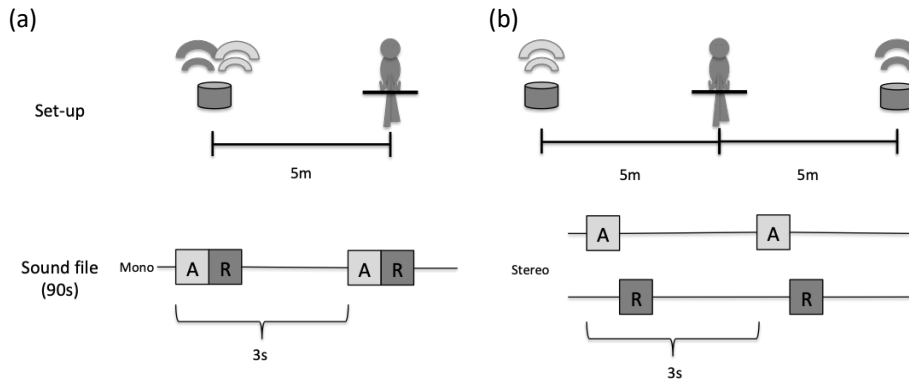 (a)
(b)
Set-up
5m
5m
5m
Sound file
(90s)
Mono
A R
A R
3s
Stereo
A
A
R
R
3s